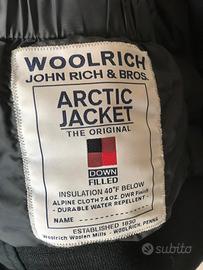 WOOLRICH
JOHN RICH & BROS.
ARCTIC
JACKET
THE ORIGINAL
DOWN
FILLED
INSULATION 40°F BELOW
ALPINE CLOTH 7.4 OZ. DWR Finish
- DURABLE WATER REPELLENT -
NAME
ESTABLISHED 1830
Woolrich Woolen Mills - WOOLRICH, PENNA.
subito